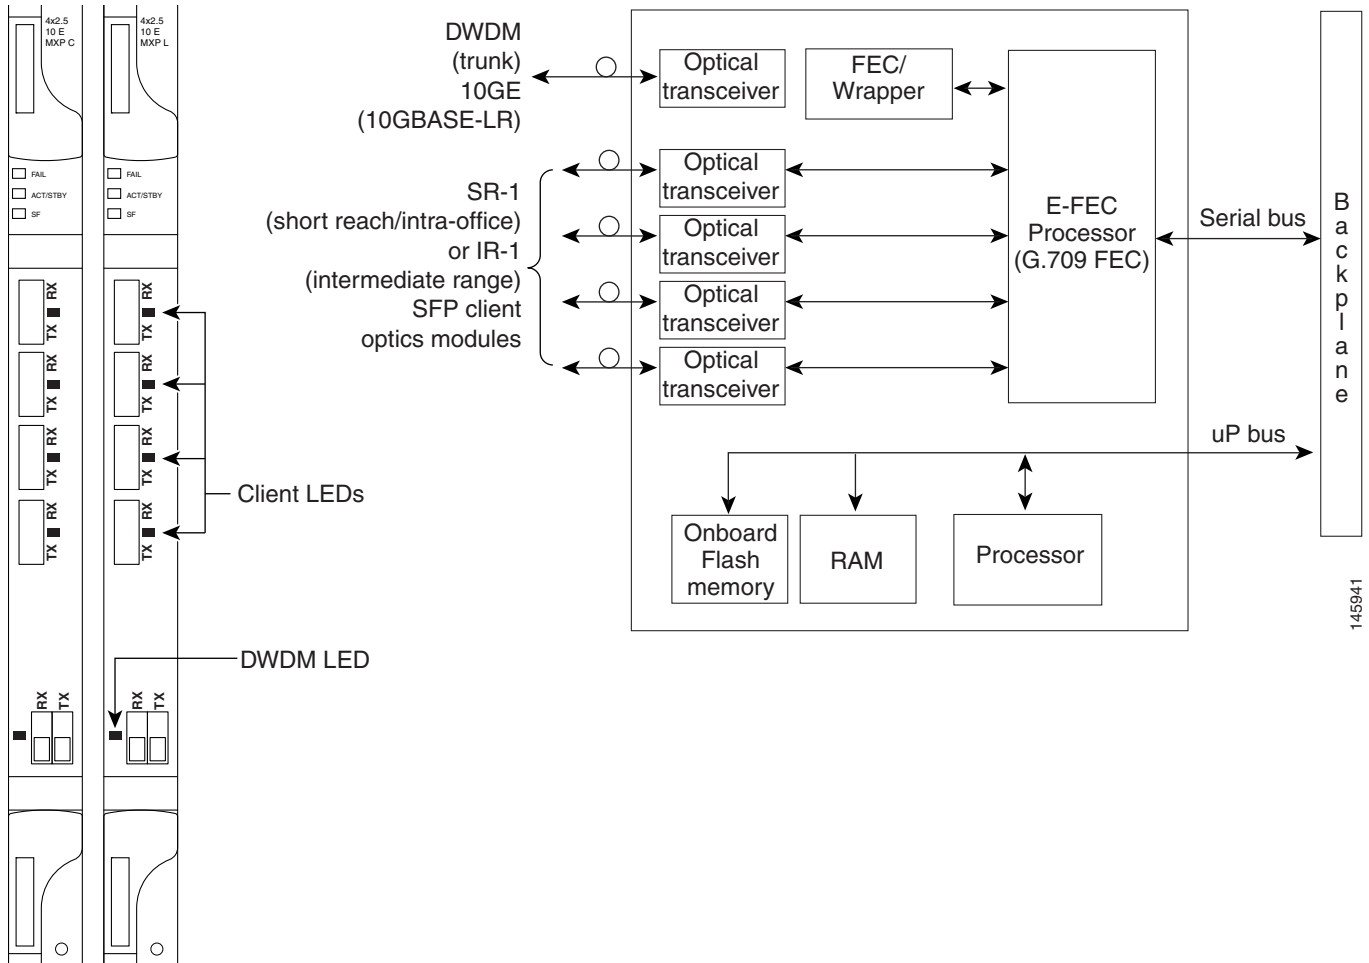 4x2.5
10 E
MXP C
4x2.5
10 E
MXP L
FAIL
ACT/STBY
SF
FAIL
ACT/STBY
SF
RX
TX
RX
TX
RX
TX
RX
TX
RX
TX
RX
TX
RX
TX
RX
TX
Client LEDs
DWDM LED
RX
TX
RX
TX
DWDM
(trunk)
10GE
(10GBASE-LR)
SR-1
(short reach/intra-office)
or IR-1
(intermediate range)
SFP client
optics modules
Optical
transceiver
FEC/
Wrapper
Optical
transceiver
Optical
transceiver
Optical
transceiver
Optical
transceiver
E-FEC
Processor
(G.709 FEC)
Serial bus
uP bus
Onboard
Flash
memory
RAM
Processor
Backplane
145941